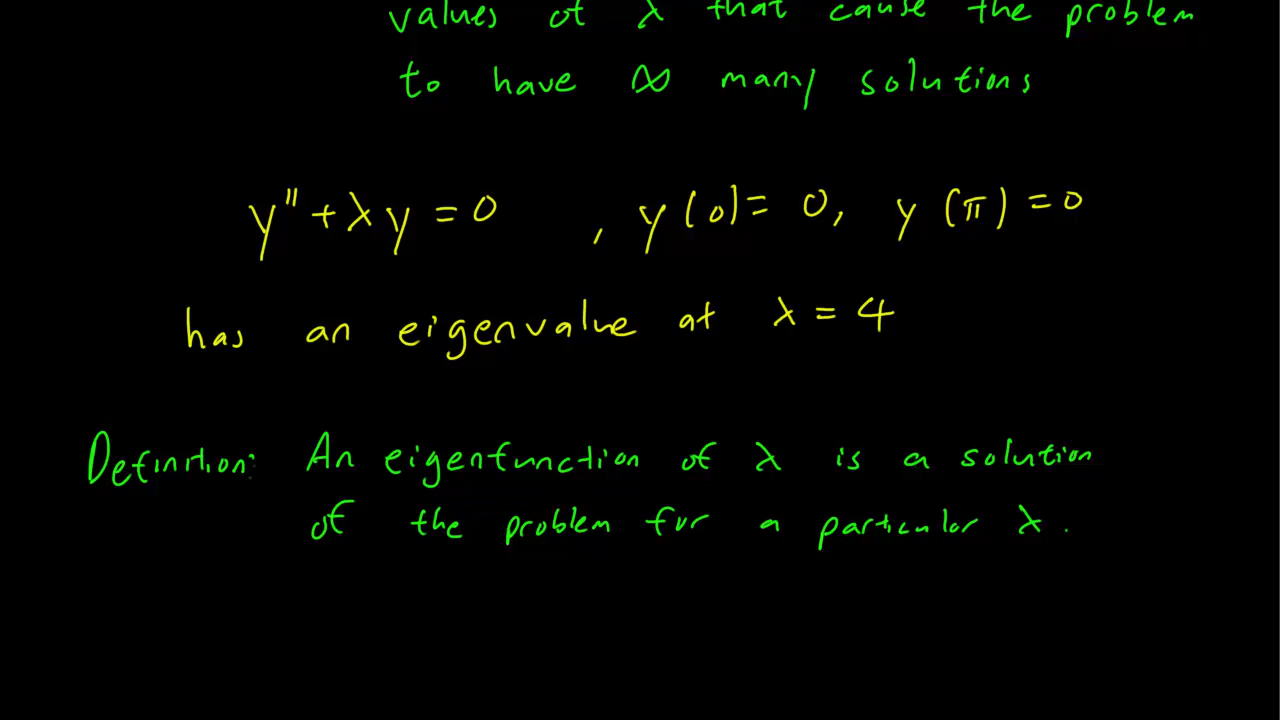 values of λ that cause the problem
to have ∞ many solutions
y" + λy = 0 , y(0) = 0, y(π) = 0
has an eigenvalue at λ = 4
Definition: An eigenfunction of λ is a solution
of the problem for a particular λ.